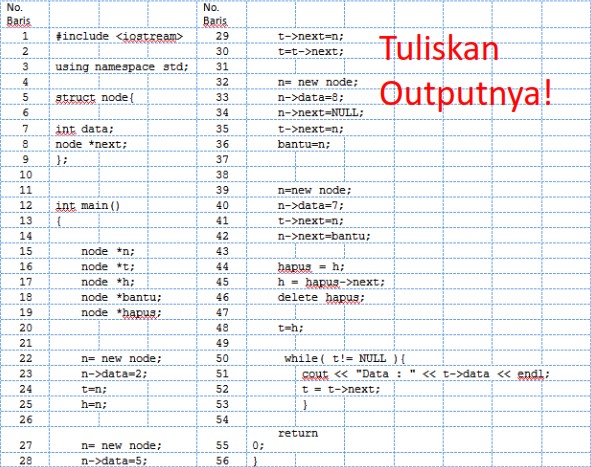 No.
Baris
1 #include <iostream>
2
3 using namespace std;
4
5 struct node{
6
7 int data;
8 node *next;
9 };
10
11
12 int main()
13 {
14
15 node *n;
16 node *t;
17 node *h;
18 node *bantu;
19 node *hapus;
20
21
22 n= new node;
23 n->data=2;
24 t=n;
25 h=n;
26
27 n= new node;
28 n->data=5;
No.
Baris
29 t->next=n;
30 t=t->next;
31
32 n= new node;
33 n->data=8;
34 n->next=NULL;
35 t->next=n;
36 bantu=n;
37
38
39 n=new node;
40 n->data=7;
41 t->next=n;
42 n->next=bantu;
43
44 hapus = h;
45 h = hapus->next;
46 delete hapus;
47
48 t=h;
49
50 while( t!= NULL ){
51 cout << "Data : " << t->data << endl;
52 t = t->next;
53 }
54
return
55 0;
56 }
Tuliskan
Outputnya!